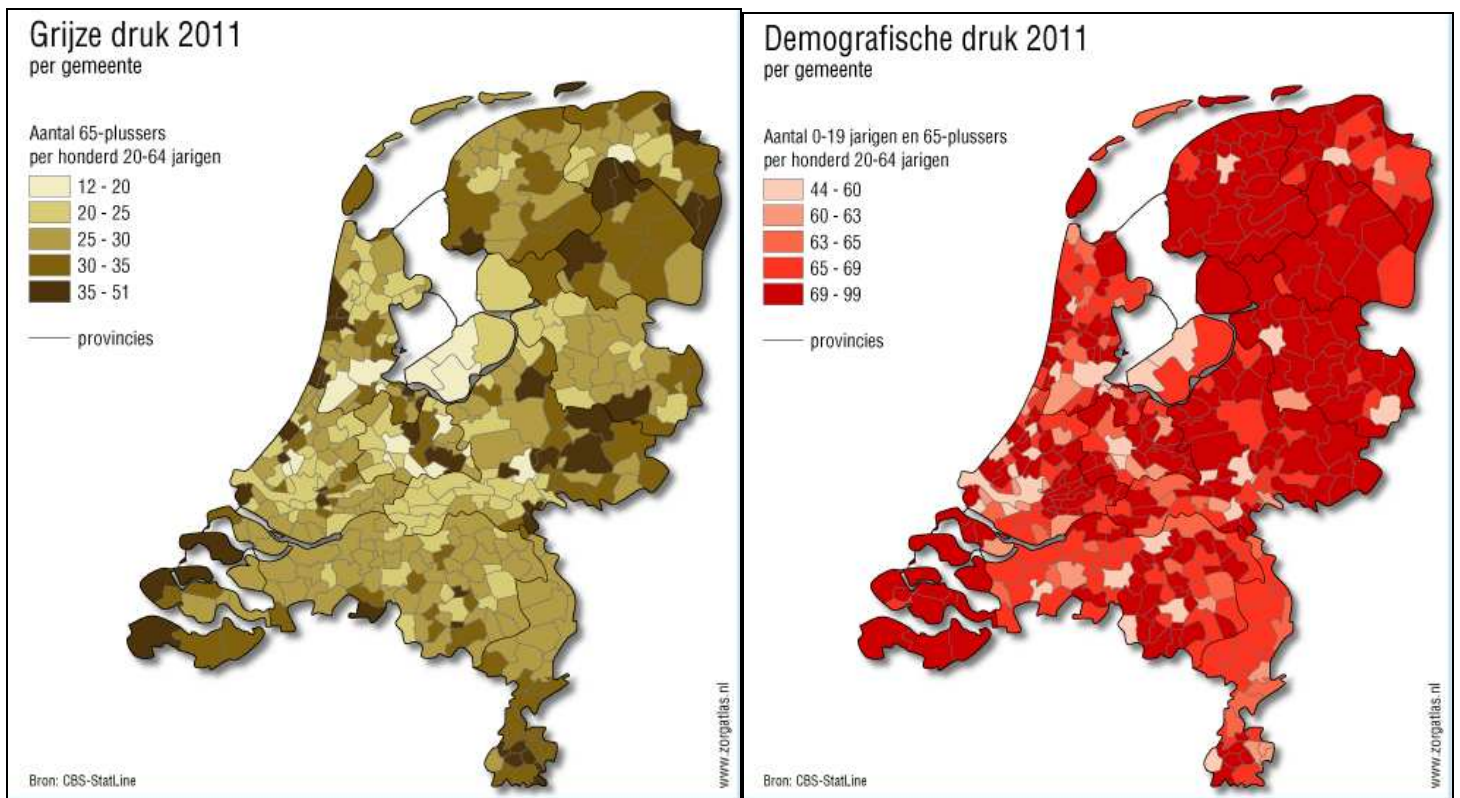 Grijze druk 2011
per gemeente
Aantal 65-plussers
per honderd 20-64 jarigen
12 - 20
20 - 25
25 - 30
30 - 35
35 - 51
provincies
Bron: CBS-StatLine
www.zorgatlas.nl
Demografische druk 2011
per gemeente
Aantal 0-19 jarigen en 65-plussers
per honderd 20-64 jarigen
44 - 60
60 - 63
63 - 65
65 - 69
69 - 99
provincies
Bron: CBS-StatLine
www.zorgatlas.nl